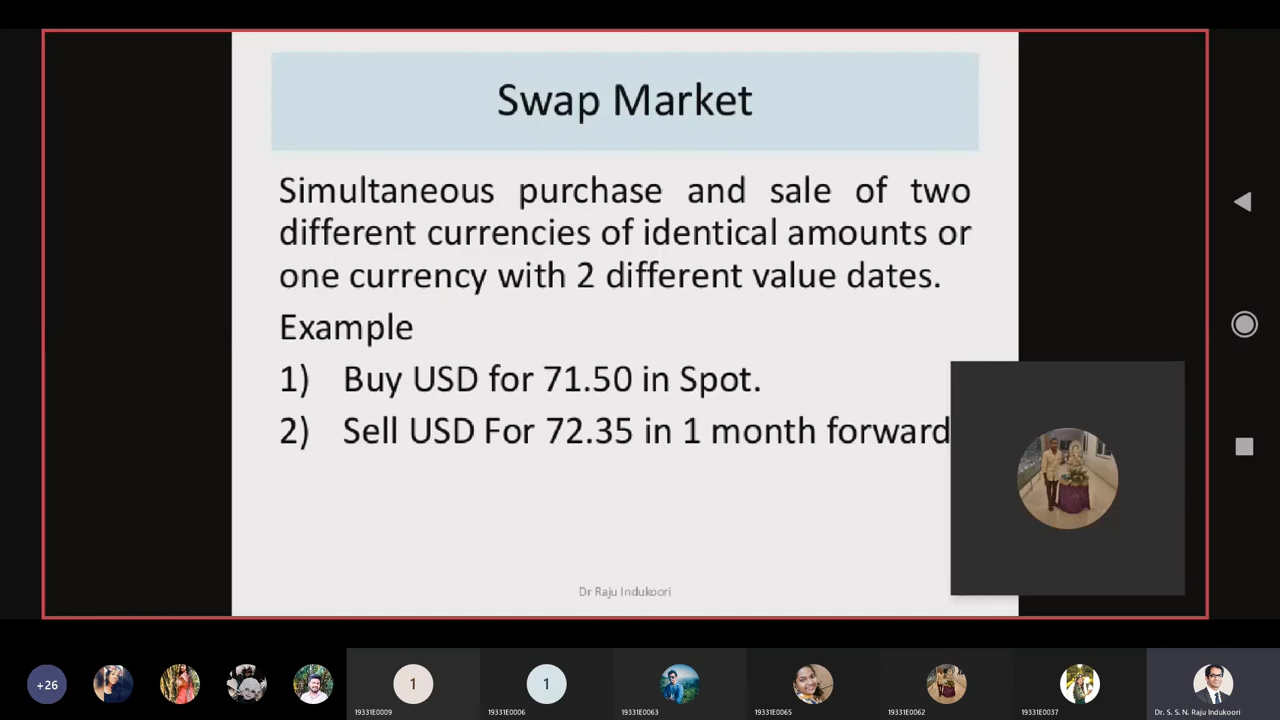 Swap Market
Simultaneous purchase and sale of two
different currencies of identical amounts or
one currency with 2 different value dates.
Example
1) Buy USD for 71.50 in Spot.
2) Sell USD For 72.35 in 1 month forward
Dr Raju Indukoori
+26
1
1
19331E0009
19331E0006
19331E0063
19331E0065
19331E0062
19331E0037
Dr. S. S. N. Raju Indukoori